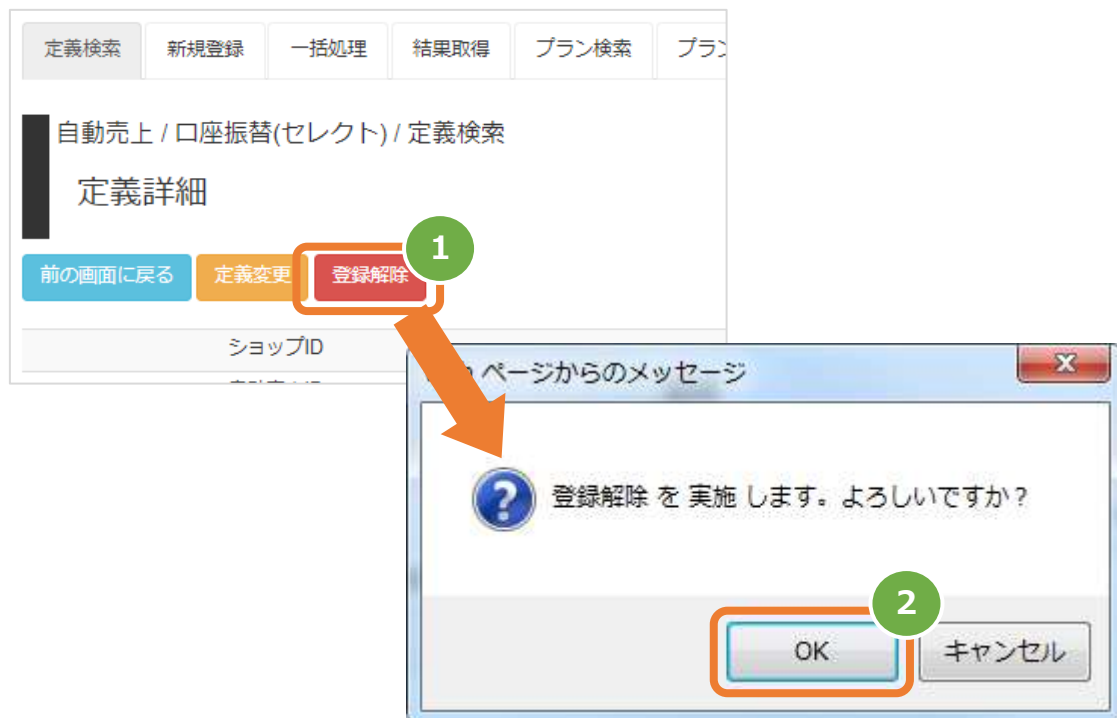 定義検索 新規登録 一括処理 結果取得 プラン検索 プラン
自動売上 / 口座振替(セレクト) / 定義検索
定義詳細
1
前の画面に戻る 定義変更 登録解除
ショップID
ページからのメッセージ
登録解除 を 実施 します。よろしいですか？
2
OK キャンセル